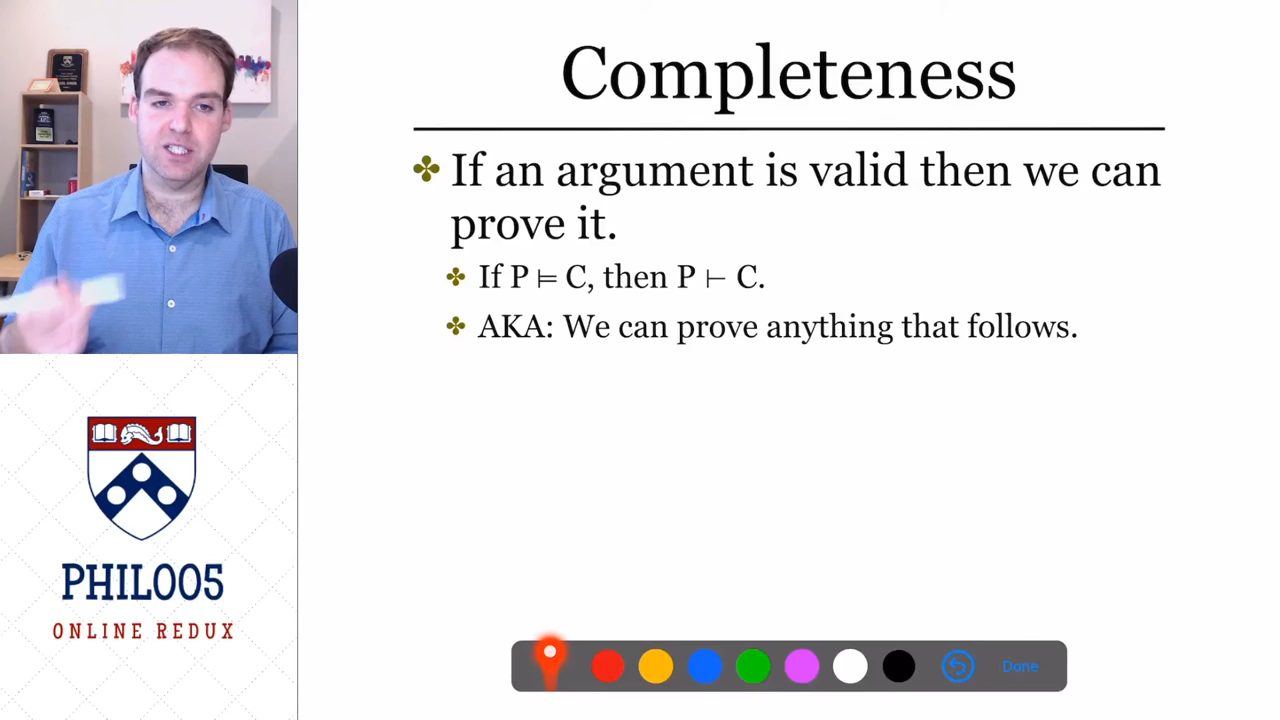 Completeness
If an argument is valid then we can
prove it.
If P ⊨ C, then P ⊢ C.
AKA: We can prove anything that follows.
PHIL005
ONLINE REDUX
Done